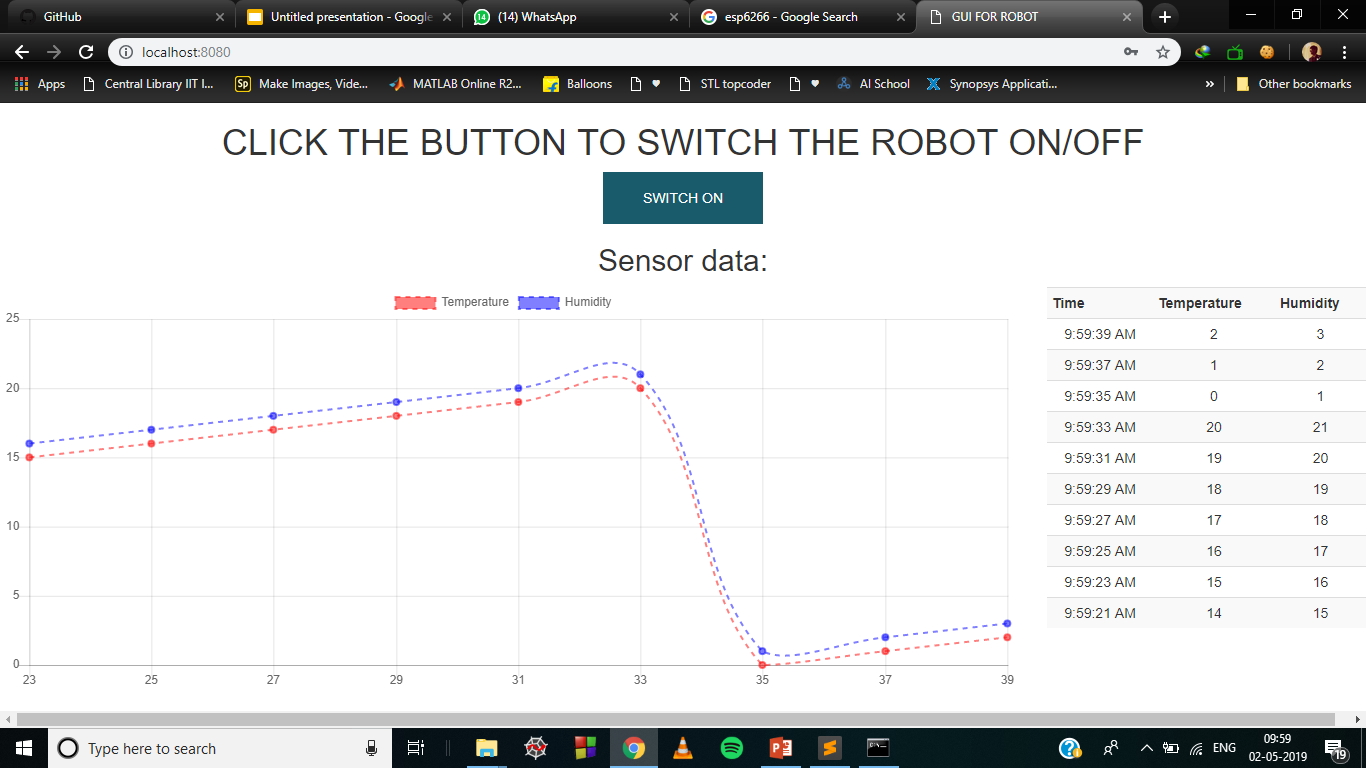 GitHub
Untitled presentation - Google
(14) WhatsApp
esp6266 - Google Search
GUI FOR ROBOT
localhost:8080
Apps
Central Library IIT I...
Sp
Make Images, Vide...
MATLAB Online R2...
Balloons
STL topcoder
AI School
Synopsys Applicati...
»
Other bookmarks
CLICK THE BUTTON TO SWITCH THE ROBOT ON/OFF
SWITCH ON
Sensor data:
Temperature Humidity
25
20
15
10
5
0
23 25 27 29 31 33 35 37 39
Time Temperature Humidity
9:59:39 AM 2 3
9:59:37 AM 1 2
9:59:35 AM 0 1
9:59:33 AM 20 21
9:59:31 AM 19 20
9:59:29 AM 18 19
9:59:27 AM 17 18
9:59:25 AM 16 17
9:59:23 AM 15 16
9:59:21 AM 14 15
Type here to search
ENG
09:59
02-05-2019
19